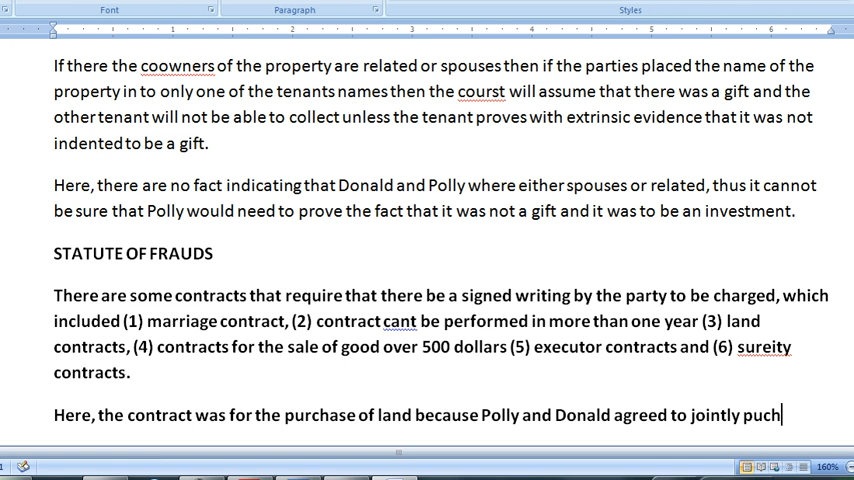 Font Paragraph Styles
1 2 3 4 5 6
If there the coowners of the property are related or spouses then if the parties placed the name of the
property in to only one of the tenants names then the courst will assume that there was a gift and the
other tenant will not be able to collect unless the tenant proves with extrinsic evidence that it was not
indented to be a gift.
Here, there are no fact indicating that Donald and Polly where either spouses or related, thus it cannot
be sure that Polly would need to prove the fact that it was not a gift and it was to be an investment.
STATUTE OF FRAUDS
There are some contracts that require that there be a signed writing by the party to be charged, which
included (1) marriage contract, (2) contract cant be performed in more than one year (3) land
contracts, (4) contracts for the sale of good over 500 dollars (5) executor contracts and (6) sureity
contracts.
Here, the contract was for the purchase of land because Polly and Donald agreed to jointly puch
1 160%